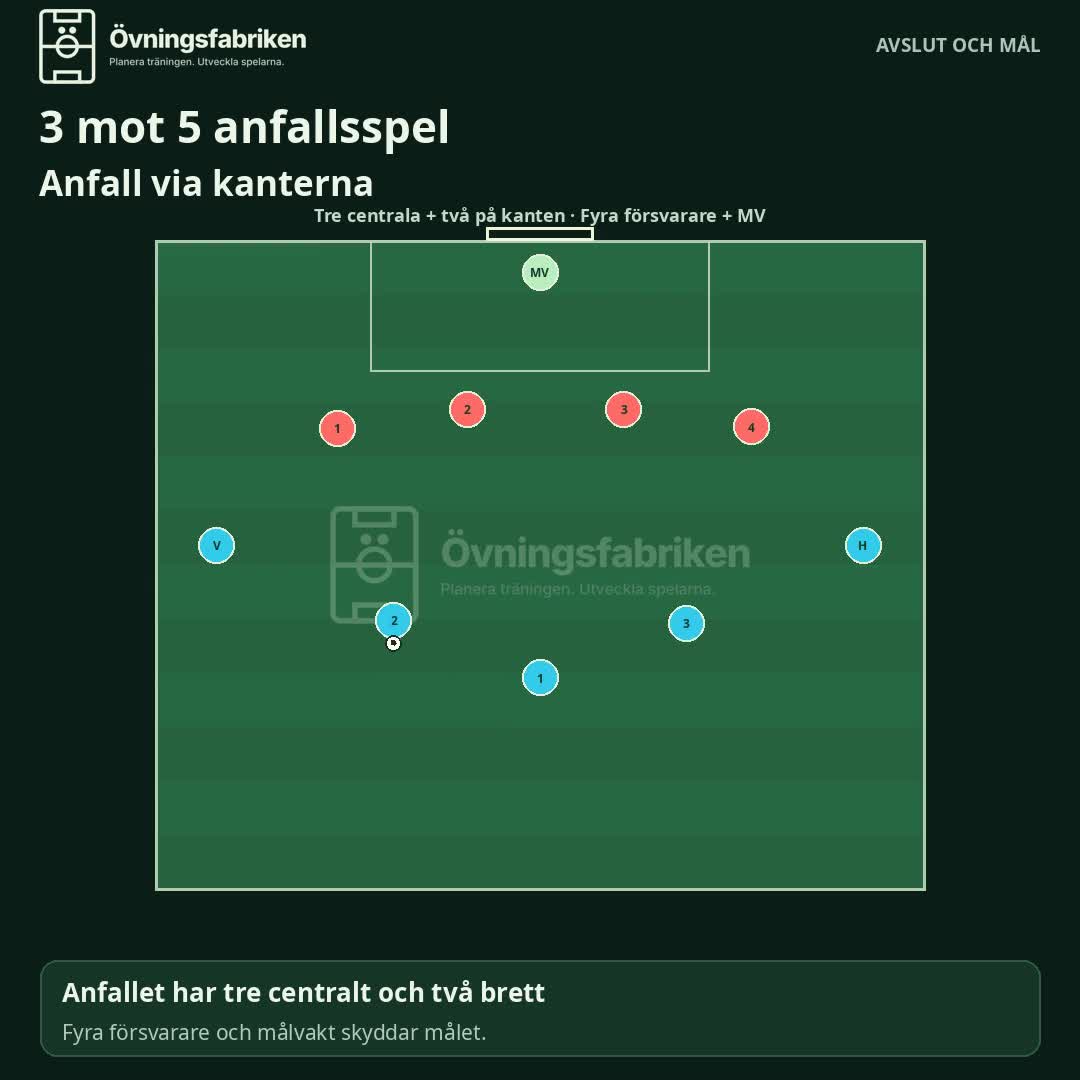 Övningsfabriken
Planera träningen. Utveckla spelarna.
AVSLUT OCH MÅL
3 mot 5 anfallsspel
Anfall via kanterna
Tre centrala + två på kanten · Fyra försvarare + MV
MV
1
2
3
4
V
H
Övningsfabriken
Planera träningen. Utveckla spelarna.
2
3
1
Anfallet har tre centralt och två brett
Fyra försvarare och målvakt skyddar målet.